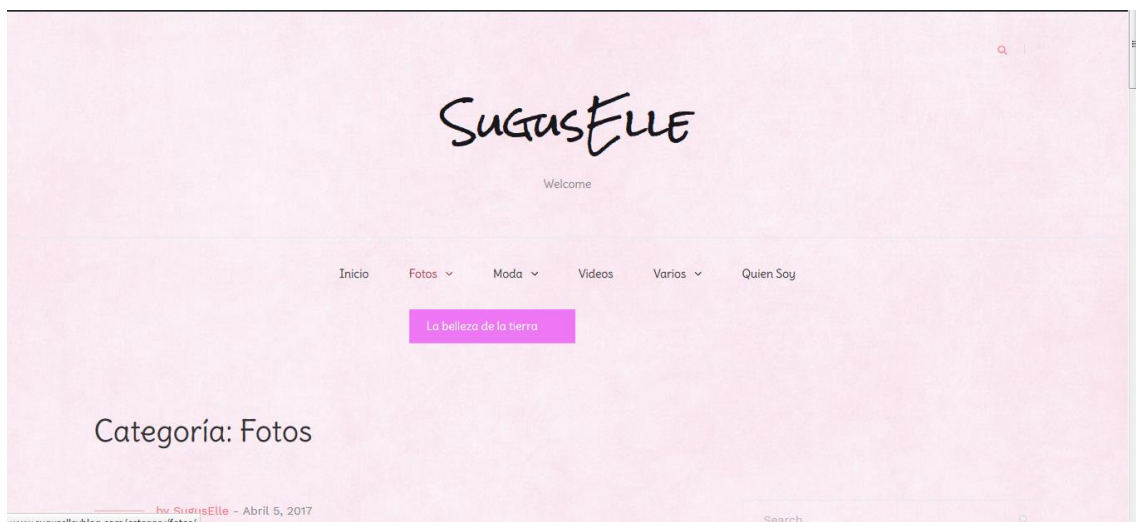 SugusElle
Welcome
Inicio Fotos Moda Videos Varios Quien Soy
La belleza de la tierra
Categoría: Fotos
by SugusElle - Abril 5, 2017
Search